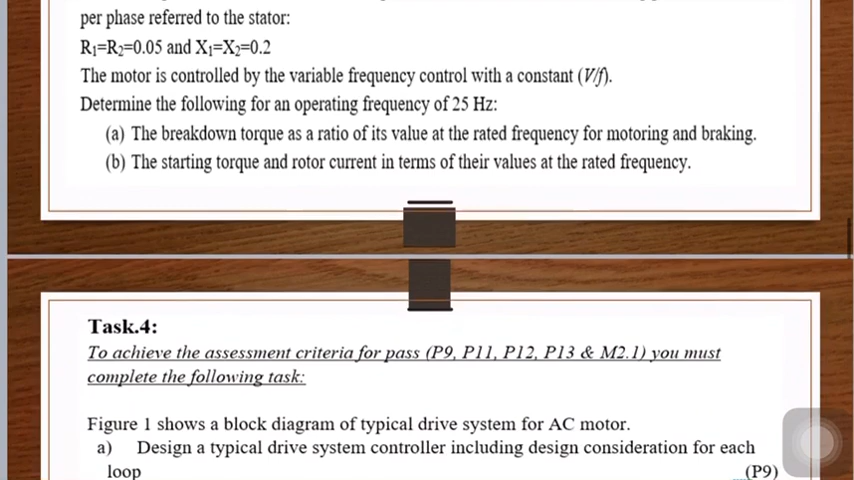 per phase referred to the stator:
R1=R2=0.05 and X1=X2=0.2
The motor is controlled by the variable frequency control with a constant (V/f).
Determine the following for an operating frequency of 25 Hz:
(a) The breakdown torque as a ratio of its value at the rated frequency for motoring and braking.
(b) The starting torque and rotor current in terms of their values at the rated frequency.
Task.4:
To achieve the assessment criteria for pass (P9, P11, P12, P13 & M2.1) you must
complete the following task:
Figure 1 shows a block diagram of typical drive system for AC motor.
a) Design a typical drive system controller including design consideration for each
loop (P9)